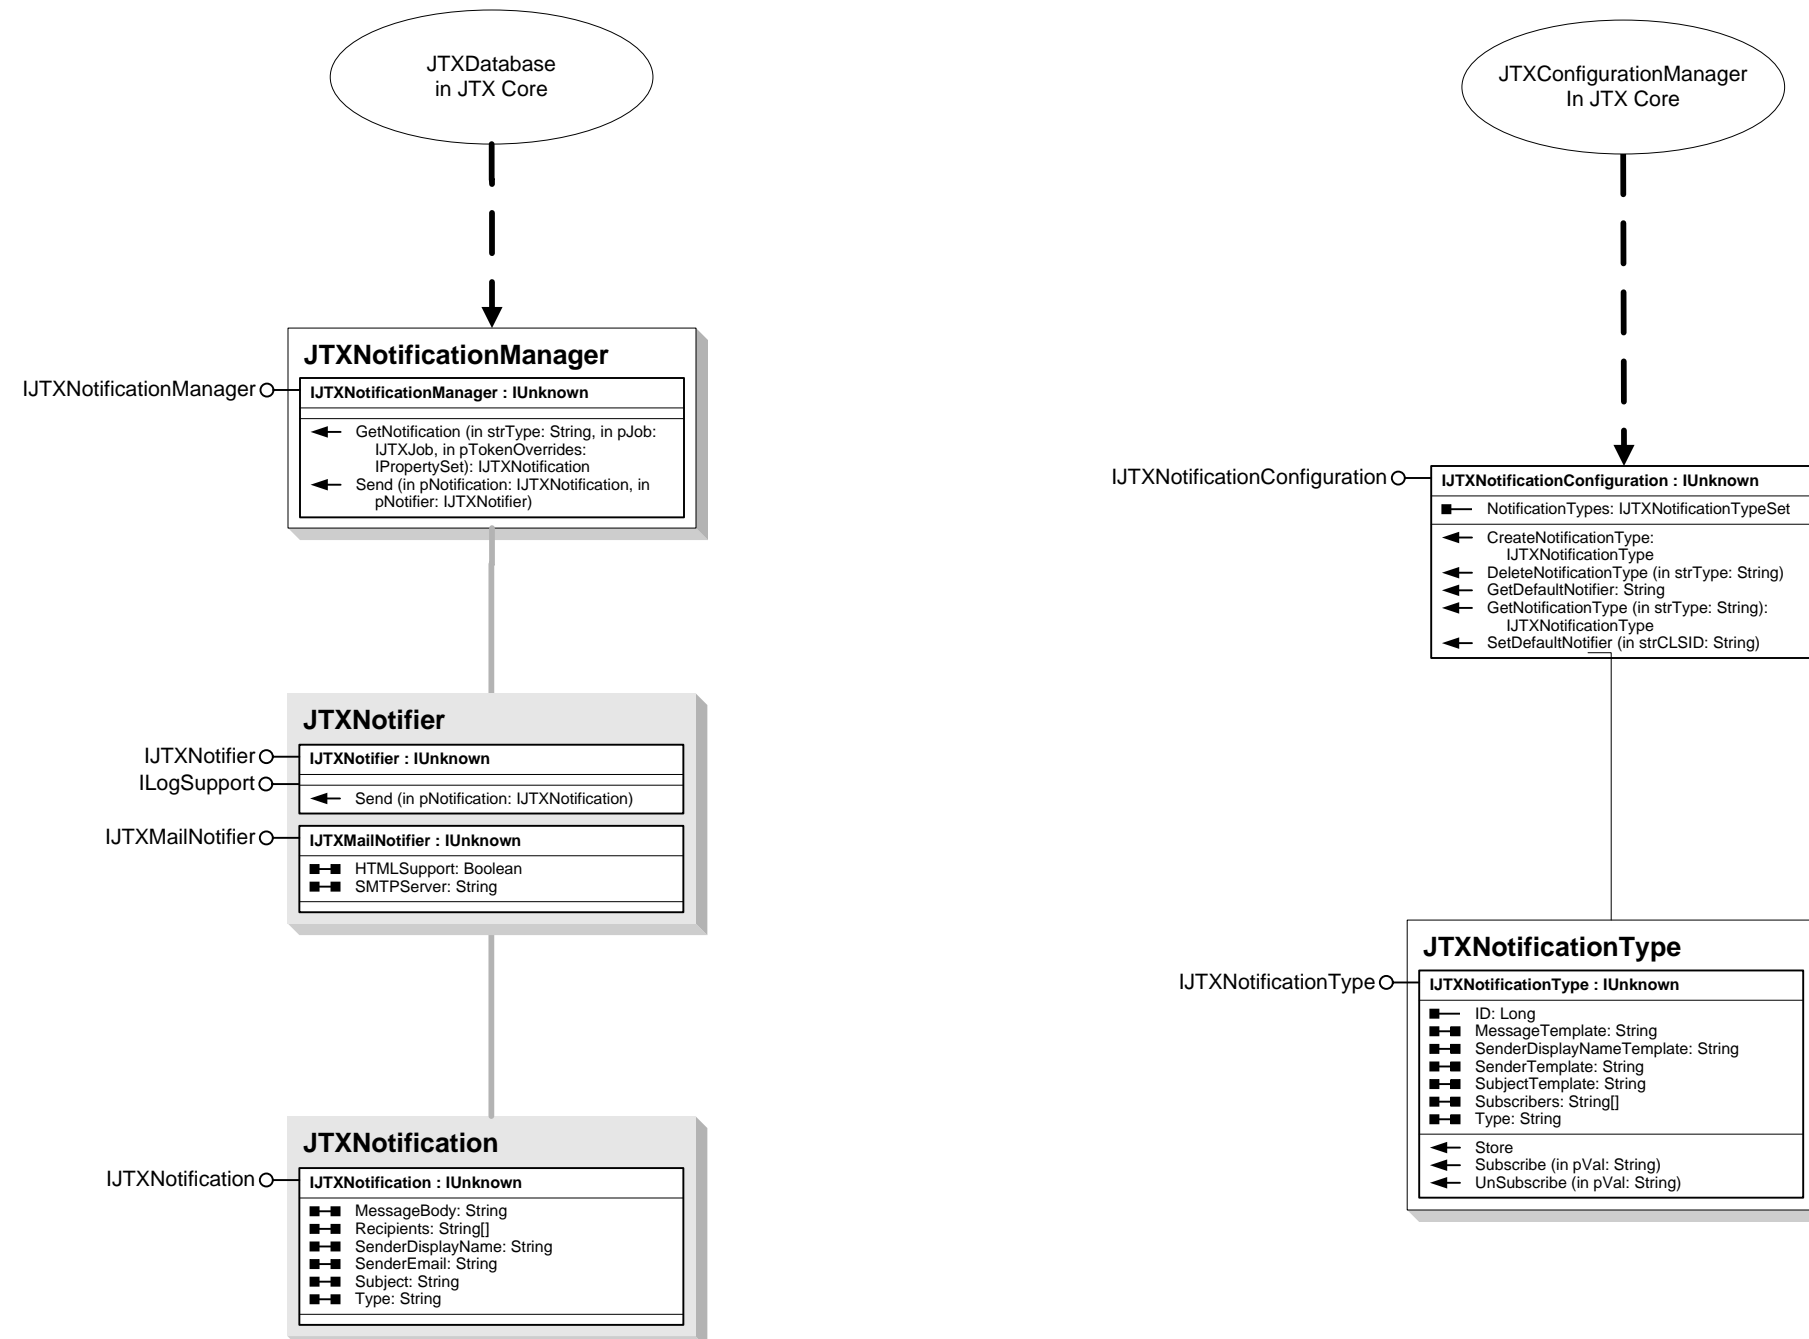 JTXDatabase
in JTX Core
JTXNotificationManager
IJTXNotificationManager
IJTXNotificationManager : IUnknown
GetNotification (in strType: String, in pJob:
IJTXJob, in pTokenOverrides:
IPropertySet): IJTXNotification
Send (in pNotification: IJTXNotification, in
pNotifier: IJTXNotifier)
JTXNotifier
IJTXNotifier
IJTXNotifier : IUnknown
ILogSupport
Send (in pNotification: IJTXNotification)
IJTXMailNotifier
IJTXMailNotifier : IUnknown
HTMLSupport: Boolean
SMTPServer: String
JTXNotification
IJTXNotification
IJTXNotification : IUnknown
MessageBody: String
Recipients: String[]
SenderDisplayName: String
SenderEmail: String
Subject: String
Type: String
JTXConfigurationManager
In JTX Core
IJTXNotificationConfiguration
IJTXNotificationConfiguration : IUnknown
NotificationTypes: IJTXNotificationTypeSet
CreateNotificationType:
IJTXNotificationType
DeleteNotificationType (in strType: String)
GetDefaultNotifier: String
GetNotificationType (in strType: String):
IJTXNotificationType
SetDefaultNotifier (in strCLSID: String)
JTXNotificationType
IJTXNotificationType
IJTXNotificationType : IUnknown
ID: Long
MessageTemplate: String
SenderDisplayNameTemplate: String
SenderTemplate: String
SubjectTemplate: String
Subscribers: String[]
Type: String
Store
Subscribe (in pVal: String)
UnSubscribe (in pVal: String)